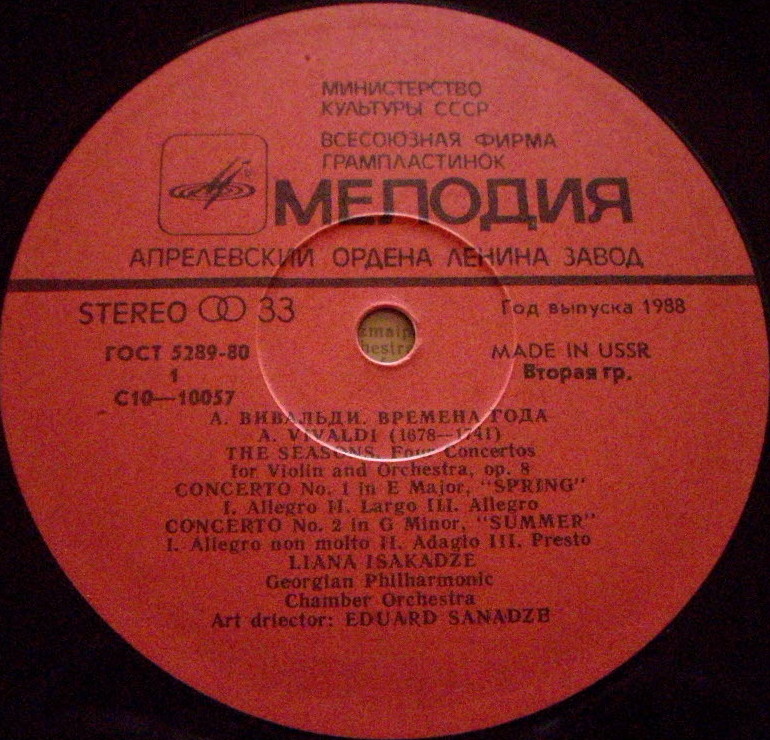 МИНИСТЕРСТВО
КУЛЬТУРЫ СССР
ВСЕСОЮЗНАЯ ФИРМА
ГРАМПЛАСТИНОК
МЕЛОДИЯ
АПРЕЛЕВСКИЙ ОРДЕНА ЛЕНИНА ЗАВОД
STEREO 33
Год выпуска 1988
ГОСТ 5289-80
MADE IN USSR
1
Вторая гр.
С10—10057
А. ВИВАЛЬДИ. ВРЕМЕНА ГОДА
A. VIVALDI (1678—1741)
THE SEASONS. Four Concertos
for Violin and Orchestra, op. 8
CONCERTO No. 1 in E Major, "SPRING"
I. Allegro II. Largo III. Allegro
CONCERTO No. 2 in G Minor, "SUMMER"
I. Allegro non molto II. Adagio III. Presto
LIANA ISAKADZE
Georgian Philharmonic
Chamber Orchestra
Art driector: EDUARD SANADZE